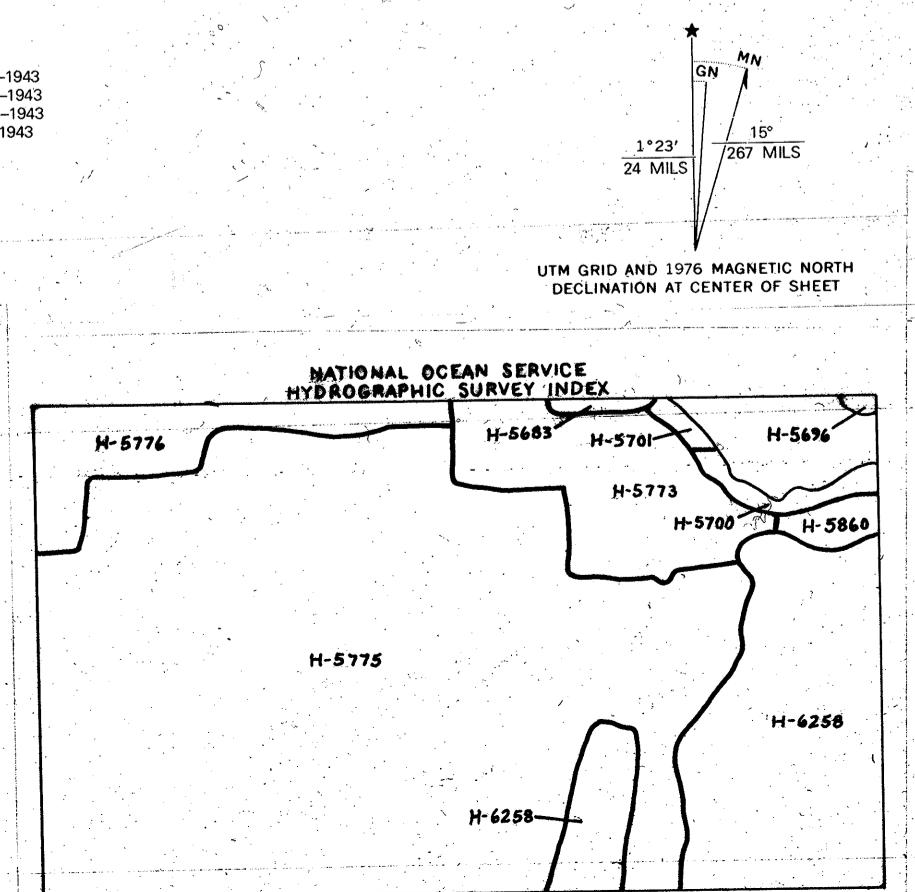 –1943
–1943
–1943
1943
★
GN
MN
1°23′
24 MILS
15°
267 MILS
UTM GRID AND 1976 MAGNETIC NORTH
DECLINATION AT CENTER OF SHEET
NATIONAL OCEAN SERVICE
HYDROGRAPHIC SURVEY INDEX
H-5776
H-5683
H-5701
H-5696
H-5773
H-5700
H-5860
H-5775
H-6258
H-6258